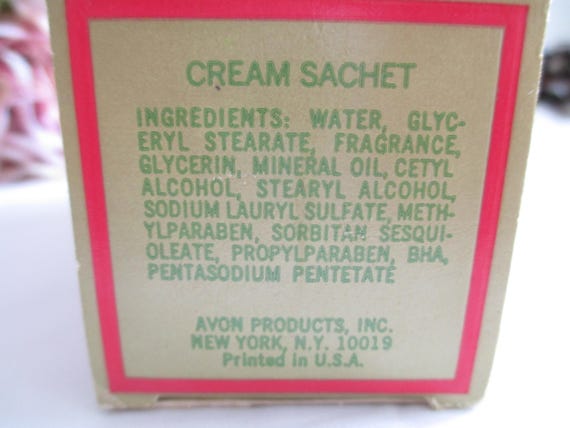 CREAM SACHET
INGREDIENTS: WATER, GLYC-
ERYL STEARATE, FRAGRANCE,
GLYCERIN, MINERAL OIL, CETYL
ALCOHOL, STEARYL ALCOHOL,
SODIUM LAURYL SULFATE, METH-
YLPARABEN, SORBITAN SESQUI-
OLEATE, PROPYLPARABEN, BHA,
PENTASODIUM PENTETATE
AVON PRODUCTS, INC.
NEW YORK, N.Y. 10019
Printed in U.S.A.